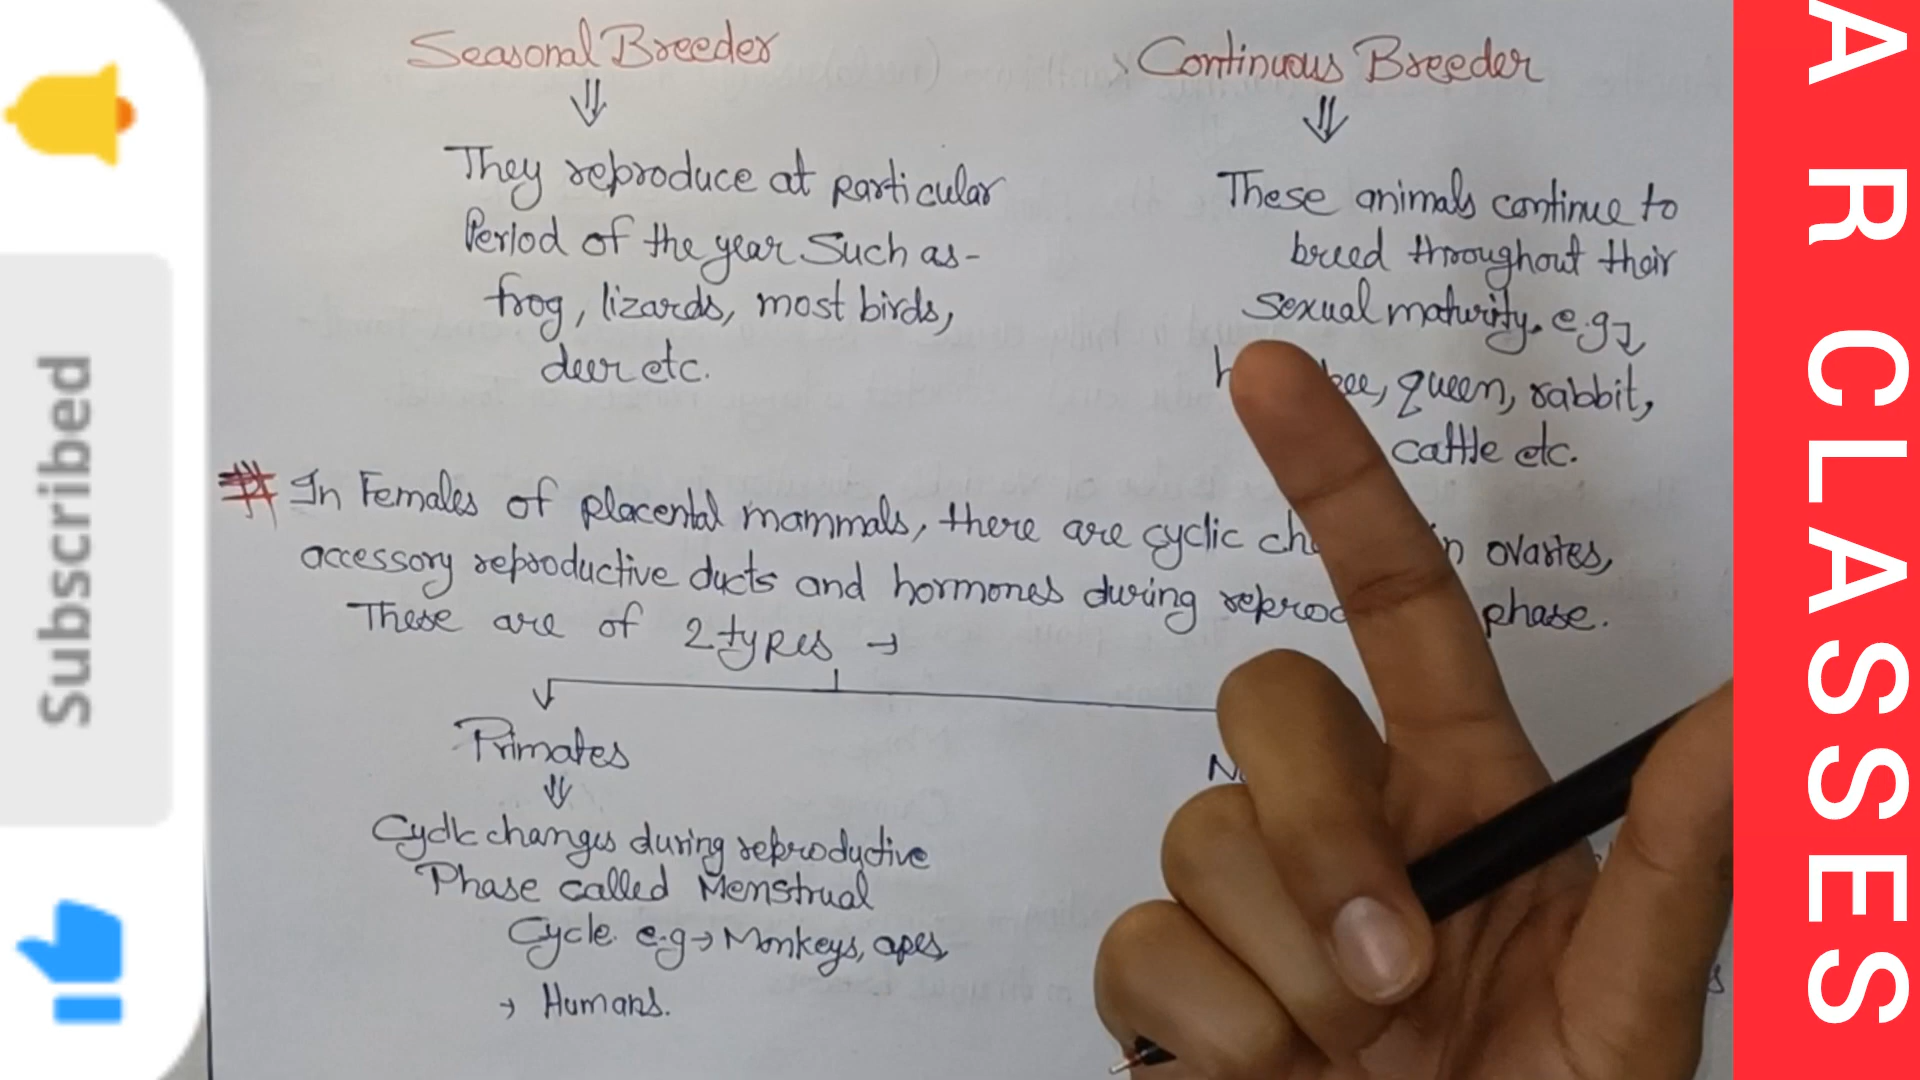 Seasonal Breeder
They reproduce at particular
Period of the year Such as-
frog, lizards, most birds,
deer etc.
Continuous Breeder
These animals continue to
breed throughout their
sexual maturity. e.g→
bee, queen, rabbit,
cattle etc.
# In Females of placental mammals, there are cyclic in ovaries,
accessory reproductive ducts and hormones during phase.
These are of 2 types →
Primates
Cyclic changes during reproductive
Phase called Menstrual
Cycle. e.g → Monkeys, apes,
→ Humans.
Subscribed
A R CLASSES